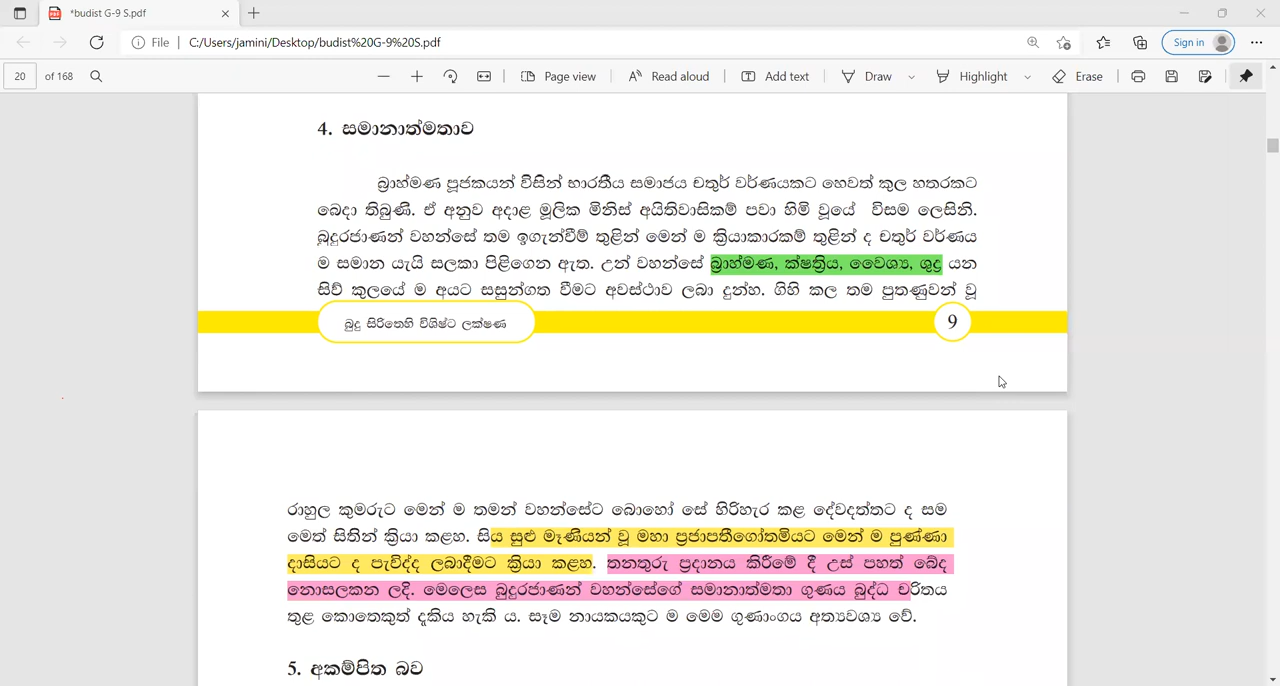 *budist G-9 S.pdf
File
C:/Users/jamini/Desktop/budist%20G-9%20S.pdf
Sign in
20 of 168
Page view
Read aloud
Add text
Draw
Highlight
Erase
4. සමානාත්මතාව
බ්‍රාහ්මණ පූජකයන් විසින් භාරතීය සමාජය චතුර් වර්ණයකට හෙවත් කුල හතරකට
බෙදා තිබුණි. ඒ අනුව අදාළ මූලික මිනිස් අයිතිවාසිකම් පවා හිමි වූයේ විසම ලෙසිනි.
බුදුරජාණන් වහන්සේ තම ඉගැන්වීම් තුළින් මෙන් ම ක්‍රියාකාරකම් තුළින් ද චතුර් වර්ණය
ම සමාන යැයි සලකා පිළිගෙන ඇත. උන් වහන්සේ බ්‍රාහ්මණ, ක්ෂත්‍රිය, වෛශ්‍ය, ශුද්‍ර යන
සිව් කුලයේ ම අයට සසුන්ගත වීමට අවස්ථාව ලබා දුන්හ. ගිහි කල තම පුතණුවන් වූ
බුදු සිරිතෙහි විශිෂ්ට ලක්ෂණ
9
රාහුල කුමරුට මෙන් ම තමන් වහන්සේට බොහෝ සේ හිරිහැර කළ දේවදත්තට ද සම
මෙත් සිතින් ක්‍රියා කළහ. සිය සුළු මෑණියන් වූ මහා ප්‍රජාපතීගෝතමියට මෙන් ම පුණ්ණා
දාසියට ද පැවිද්ද ලබාදීමට ක්‍රියා කළහ. තනතුරු ප්‍රදානය කිරීමේ දී උස් පහත් බේද
නොසලකන ලදි. මෙලෙස බුදුරජාණන් වහන්සේගේ සමානාත්මතා ගුණය බුද්ධ චරිතය
තුළ කොතෙකුත් දැකිය හැකි ය. සෑම නායකයකුට ම මෙම ගුණාංගය අත්‍යවශ්‍ය වේ.
5. අකම්පිත බව